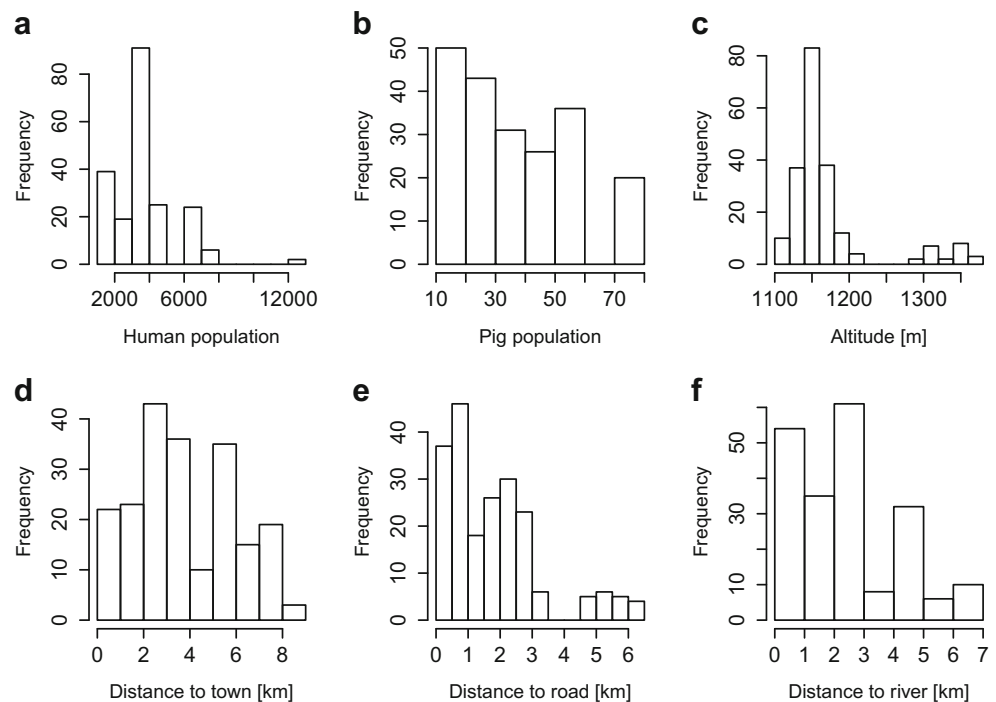 a
Frequency
0 20 40 60 80
2000 6000 12000
Human population
b
Frequency
0 10 20 30 40 50
10 30 50 70
Pig population
c
Frequency
0 20 40 60 80
1100 1200 1300
Altitude [m]
d
Frequency
0 10 20 30 40
0 2 4 6 8
Distance to town [km]
e
Frequency
0 10 20 30 40
0 1 2 3 4 5 6
Distance to road [km]
f
Frequency
0 10 30 50
0 1 2 3 4 5 6 7
Distance to river [km]